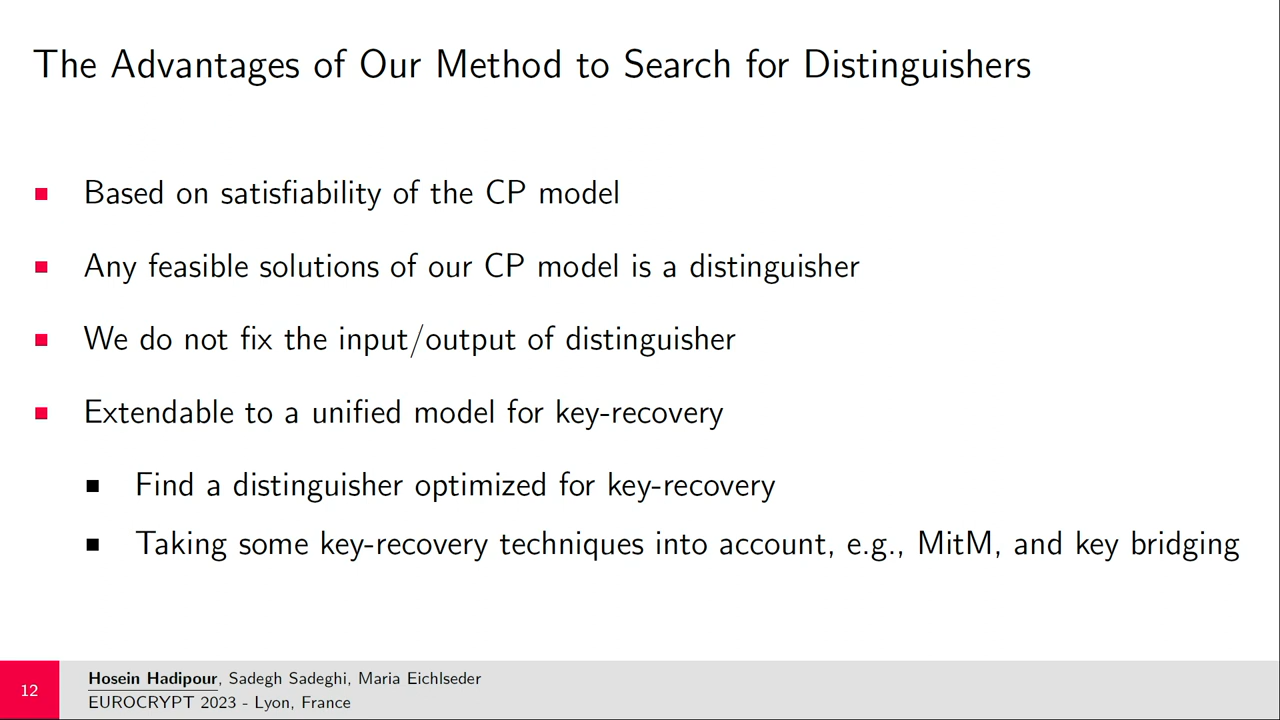 The Advantages of Our Method to Search for Distinguishers
Based on satisfiability of the CP model
Any feasible solutions of our CP model is a distinguisher
We do not fix the input/output of distinguisher
Extendable to a unified model for key-recovery
Find a distinguisher optimized for key-recovery
Taking some key-recovery techniques into account, e.g., MitM, and key bridging
12
Hosein Hadipour, Sadegh Sadeghi, Maria Eichlseder
EUROCRYPT 2023 - Lyon, France